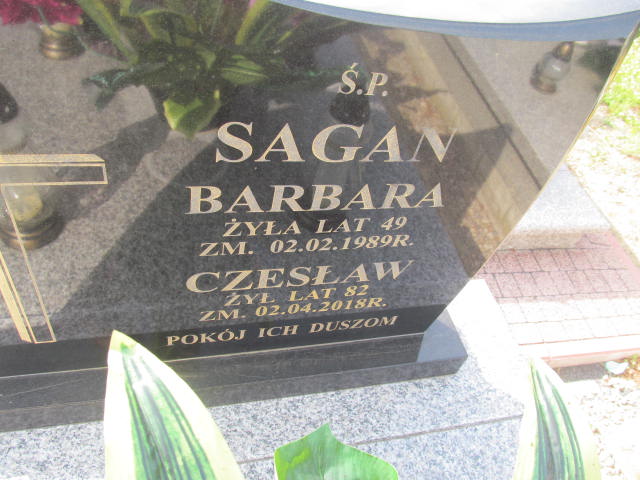 Ś.P.
SAGAN
BARBARA
ŻYŁA LAT 49
ZM. 02.02.1989R.
CZESŁAW
ŻYŁ LAT 82
ZM. 02.04.2018R.
POKÓJ ICH DUSZOM